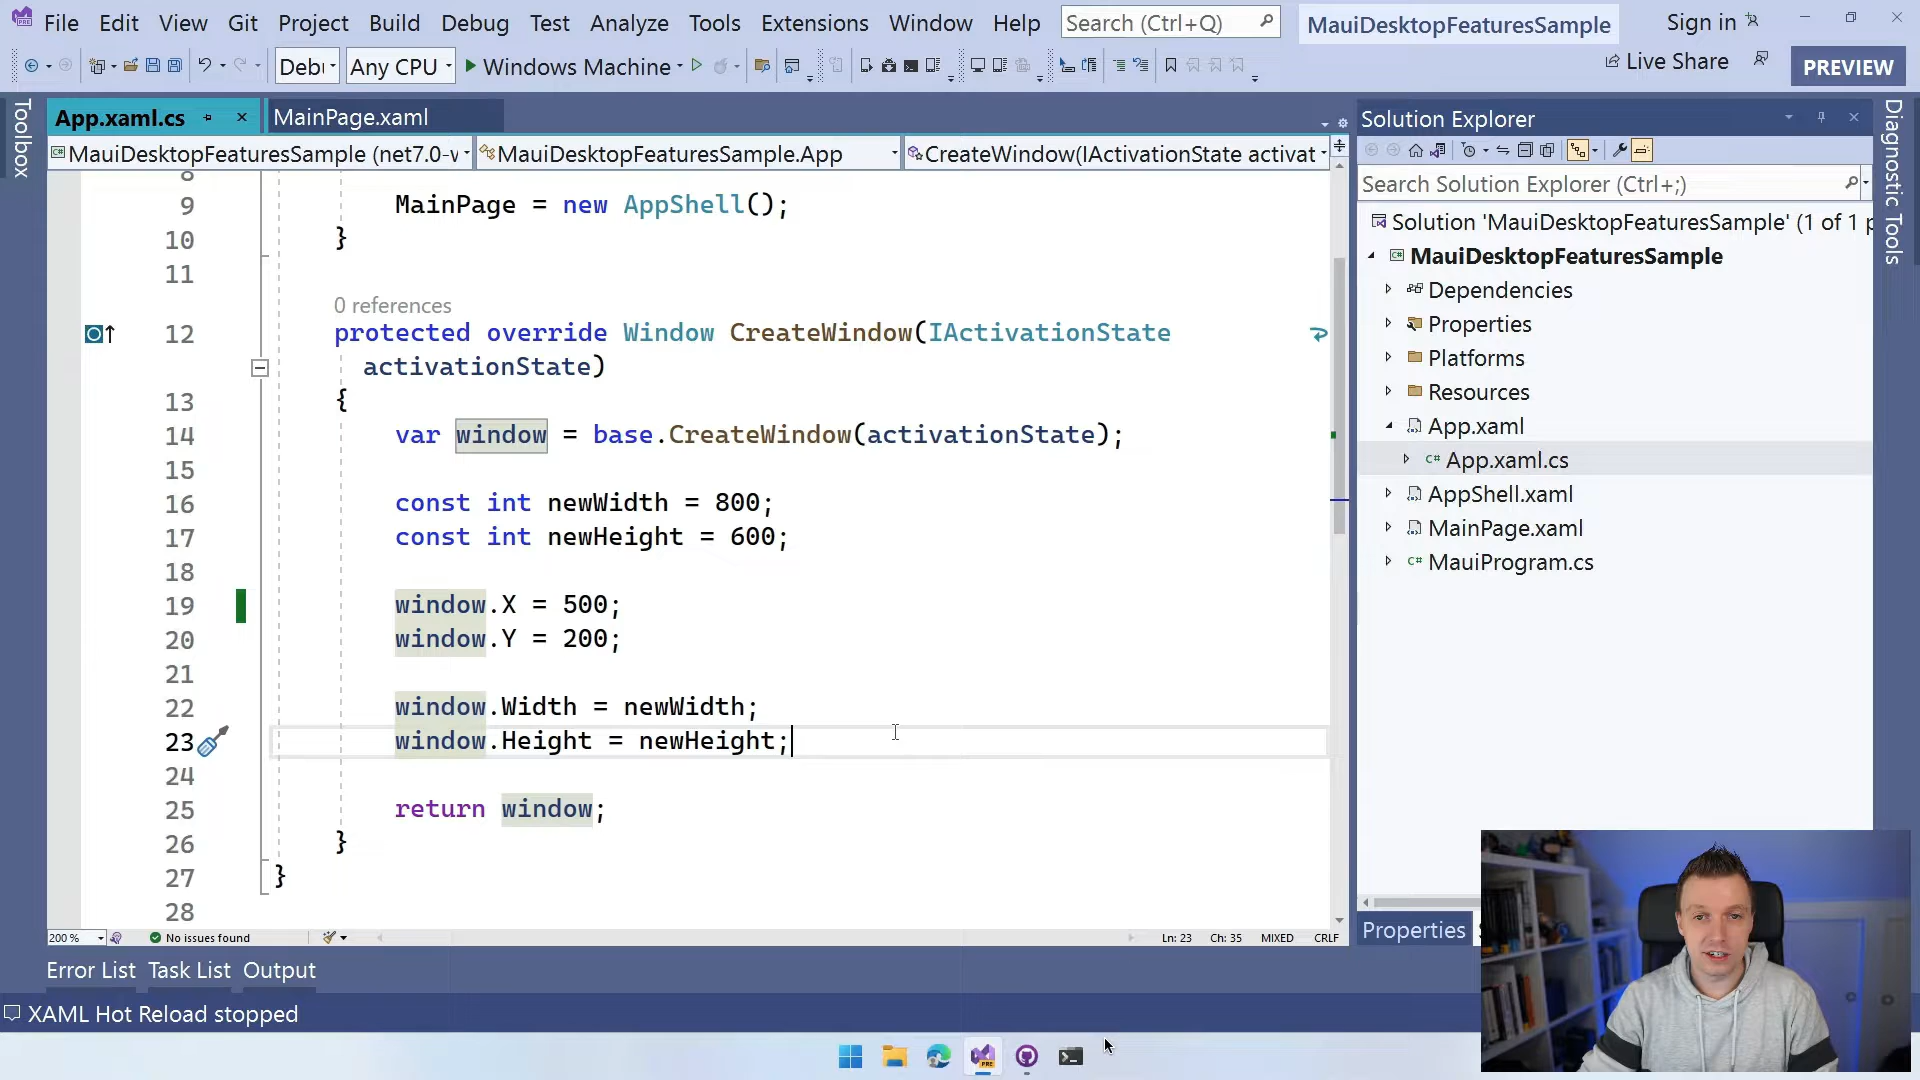 File Edit View Git Project Build Debug Test Analyze Tools Extensions Window Help Search (Ctrl+Q) MauiDesktopFeaturesSample Sign in
Any CPU Windows Machine Live Share PREVIEW
Toolbox
App.xaml.cs MainPage.xaml
MauiDesktopFeaturesSample (net7.0- MauiDesktopFeaturesSample.App CreateWindow(IActivationState activat
8
9 MainPage = new AppShell();
10 }
11
0 references
12 protected override Window CreateWindow(IActivationState
activationState)
13 {
14 var window = base.CreateWindow(activationState);
15
16 const int newWidth = 800;
17 const int newHeight = 600;
18
19 window.X = 500;
20 window.Y = 200;
21
22 window.Width = newWidth;
23 window.Height = newHeight;
24
25 return window;
26 }
27 }
28
200 % No issues found Ln: 23 Ch: 35 MIXED CRLF
Error List Task List Output
XAML Hot Reload stopped
Solution Explorer
Search Solution Explorer (Ctrl+;)
Solution 'MauiDesktopFeaturesSample' (1 of 1 p
MauiDesktopFeaturesSample
Dependencies
Properties
Platforms
Resources
App.xaml
C# App.xaml.cs
AppShell.xaml
MainPage.xaml
C# MauiProgram.cs
Properties
Diagnostic Tools